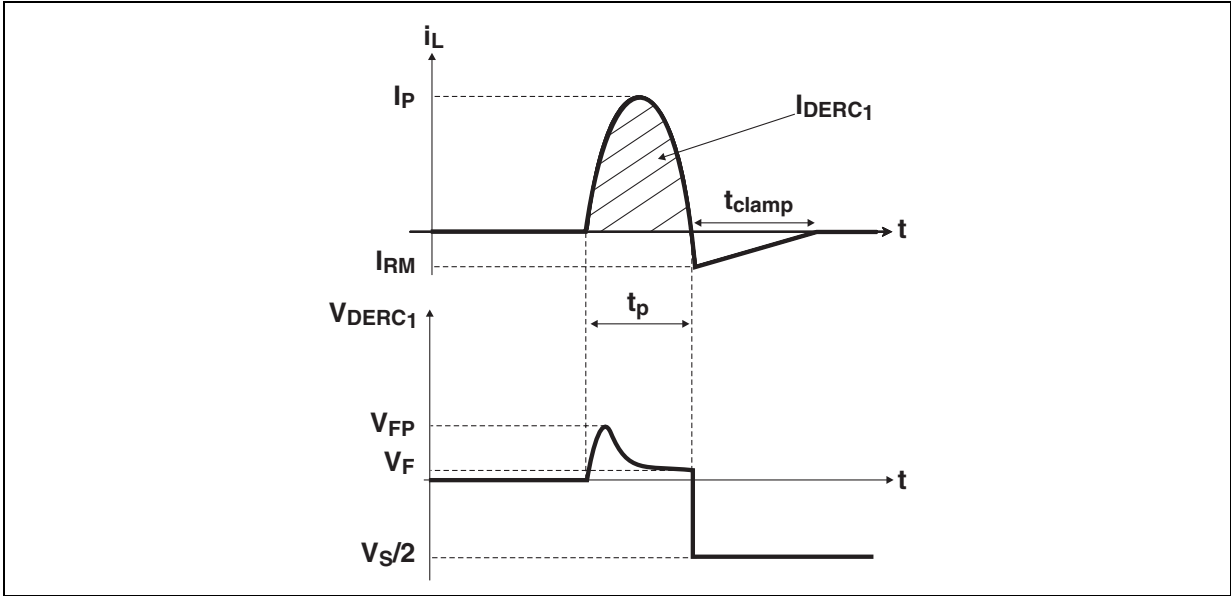 iL
IP
IDERC1
tclamp
t
IRM
tp
VDERC1
VFP
VF
t
VS/2